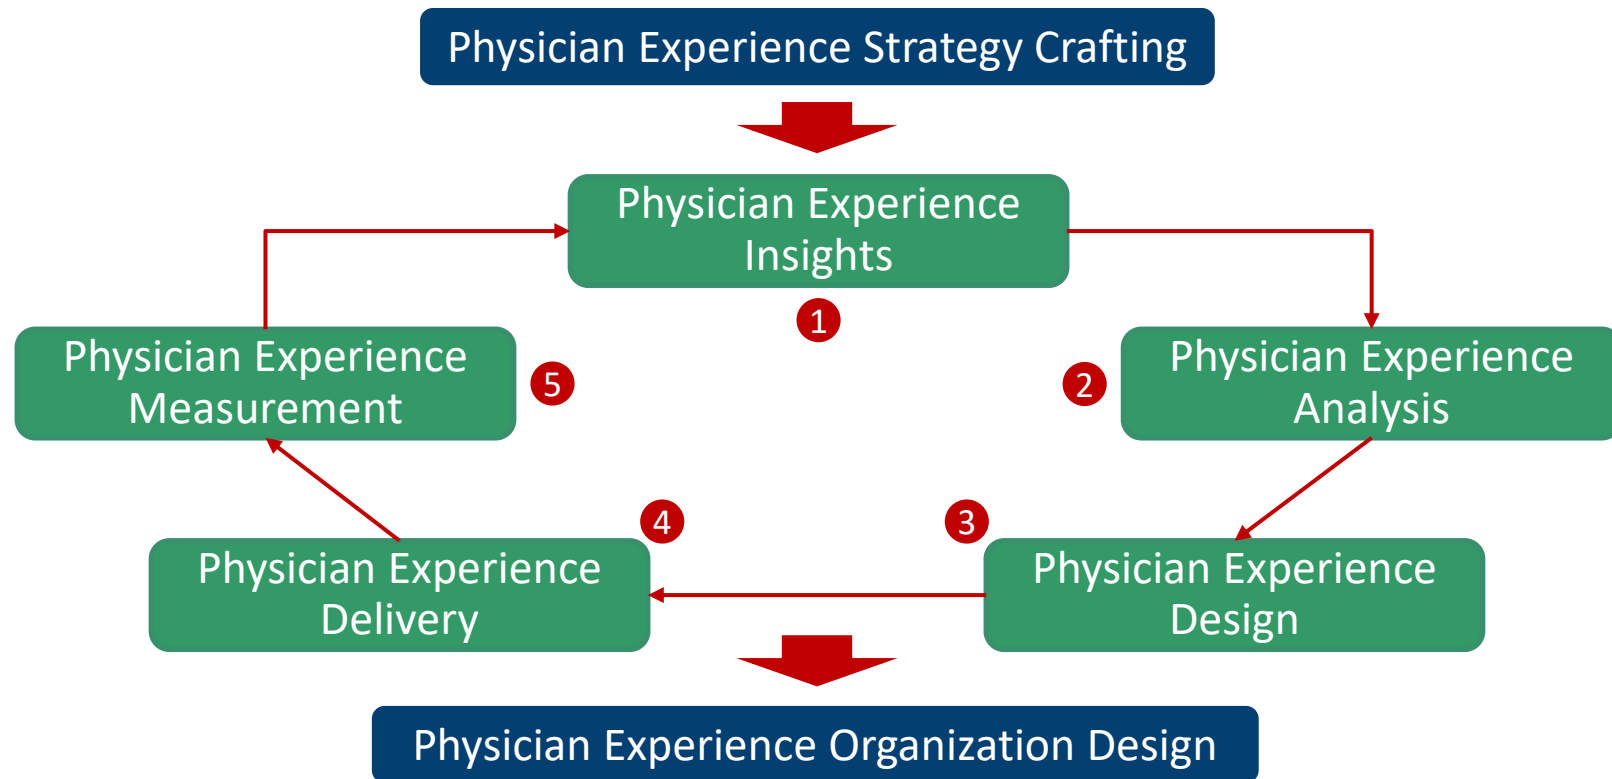 Physician Experience Strategy Crafting
Physician Experience
Insights
1
Physician Experience
Measurement
5
2
Physician Experience
Analysis
4
3
Physician Experience
Delivery
Physician Experience
Design
Physician Experience Organization Design